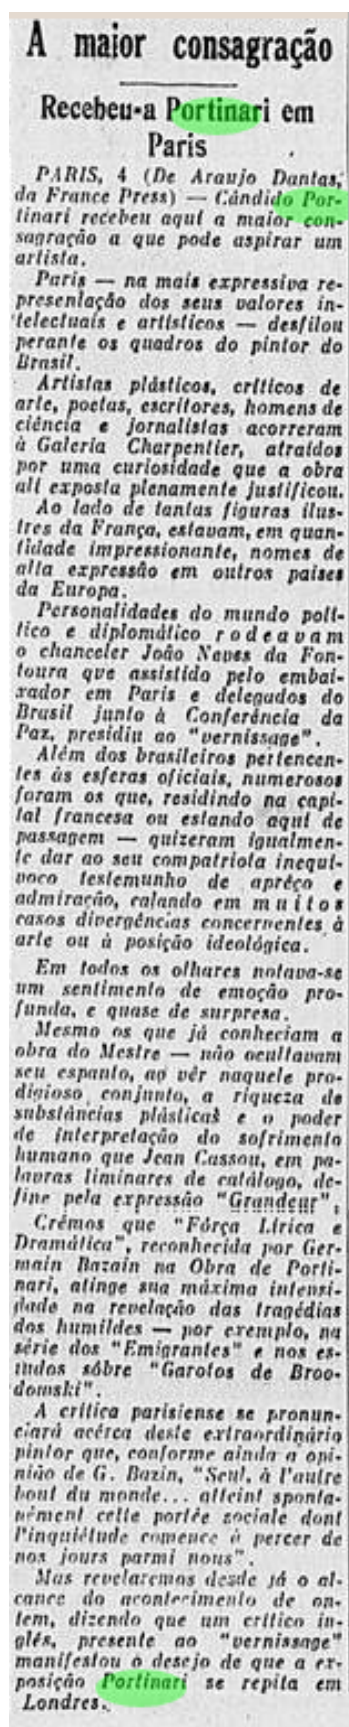 A maior consagração
Recebeu-a Portinari em
Paris
PARIS, 4 (De Araujo Dantas,
da France Press) — Cândido Por-
tinari recebeu aqui a maior con-
sagração a que pode aspirar um
artista.
Paris — na mais expressiva re-
presentação dos seus valores in-
telectuais e artísticos — desfilou
perante os quadros do pintor do
Brasil.
Artistas plásticos, críticos de
arte, poetas, escritores, homens de
ciência e jornalistas acorreram
à Galeria Charpentier, atraídos
por uma curiosidade que a obra
ali exposta plenamente justificou.
Ao lado de tantas figuras ilus-
tres da França, estavam, em quan-
tidade impressionante, nomes de
alta expressão em outros países
da Europa.
Personalidades do mundo polí-
tico e diplomático rodeavam
o chanceler João Neves da Fon-
toura que assistido pelo embai-
xador em Paris e delegados do
Brasil junto à Conferência da
Paz, presidiu ao "vernissage".
Além dos brasileiros pertencen-
tes às esferas oficiais, numerosos
foram os que, residindo na capi-
tal francesa ou estando aqui de
passagem — quizeram igualmen-
te dar ao seu compatriota inequí-
voco testemunho de aprêço e
admiração, calando em muitos
casos divergências concernentes à
arte ou à posição ideológica.
Em todos os olhares notava-se
um sentimento de emoção pro-
funda, e quase de surpresa.
Mesmo os que já conheciam a
obra do Mestre — não ocultavam
seu espanto, ao vêr naquele pro-
digioso conjunto, a riqueza de
substâncias plásticas e o poder
de interpretação do sofrimento
humano que Jean Cassou, em pa-
lavras liminares de catálogo, de-
fine pela expressão "Grandeur",
Crêmos que "Fôrça Lírica e
Dramática", reconhecida por Ger-
main Bazain na Obra de Porti-
nari, atinge sua máxima intensi-
dade na revelação das tragédias
dos humildes — por exemplo, na
série dos "Emigrantes" e nos es-
tudos sôbre "Garotos de Broo-
domski".
A crítica parisiense se pronun-
ciará acérca deste extraordinário
pintor que, conforme ainda a opi-
nião de G. Bazin, "Seul, à l'autre
bout du monde... atteint sponta-
nément cette portée sociale dont
l'inquiétude comence à percer de
nos jours parmi nous".
Mas revelaremos desde já o al-
cance do acontecimento de on-
tem, dizendo que um crítico in-
glês, presente ao "vernissage"
manifestou o desejo de que a ex-
posição Portinari se repita em
Londres.